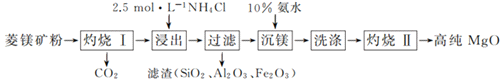 2.5 mol·L⁻¹NH4Cl 10%氨水
菱镁矿粉 灼烧Ⅰ 浸出 过滤 沉镁 洗涤 灼烧Ⅱ 高纯 MgO
CO₂ 滤渣(SiO₂,Al₂O₃,Fe₂O₃)